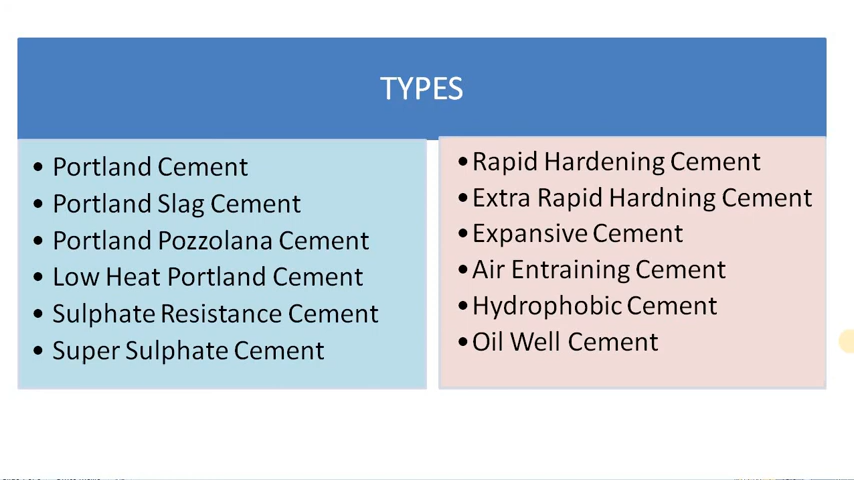 TYPES
• Portland Cement
• Portland Slag Cement
• Portland Pozzolana Cement
• Low Heat Portland Cement
• Sulphate Resistance Cement
• Super Sulphate Cement
•Rapid Hardening Cement
•Extra Rapid Hardning Cement
•Expansive Cement
•Air Entraining Cement
•Hydrophobic Cement
•Oil Well Cement